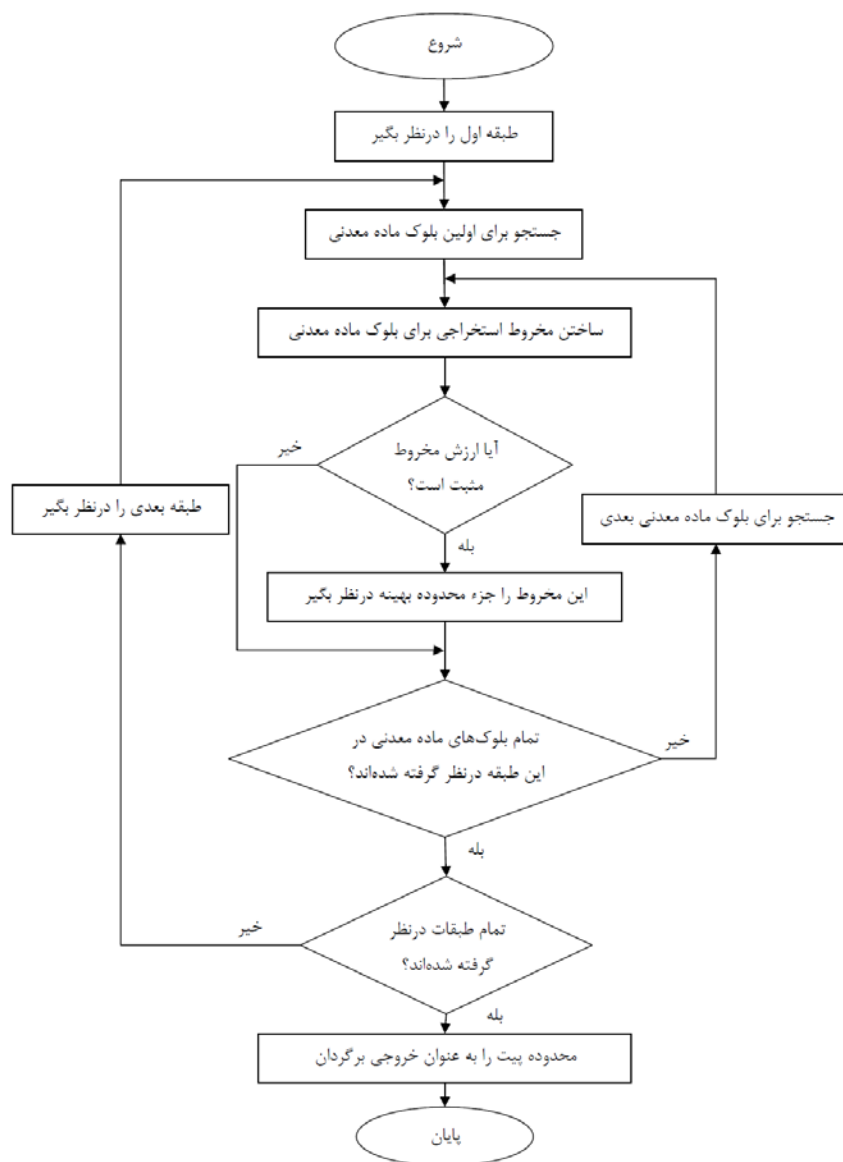 شروع
طبقه اول را درنظر بگیر
جستجو برای اولین بلوک ماده معدنی
ساختن مخروط استخراجی برای بلوک ماده معدنی
آیا ارزش مخروط
مثبت است؟
خیر
بله
طبقه بعدی را درنظر بگیر
جستجو برای بلوک ماده معدنی بعدی
این مخروط را جزء محدوده بهینه درنظر بگیر
تمام بلوک‌های ماده معدنی در
این طبقه درنظر گرفته شده‌اند؟
خیر
بله
تمام طبقات درنظر
گرفته شده‌اند؟
خیر
بله
محدوده پیت را به عنوان خروجی برگردان
پایان